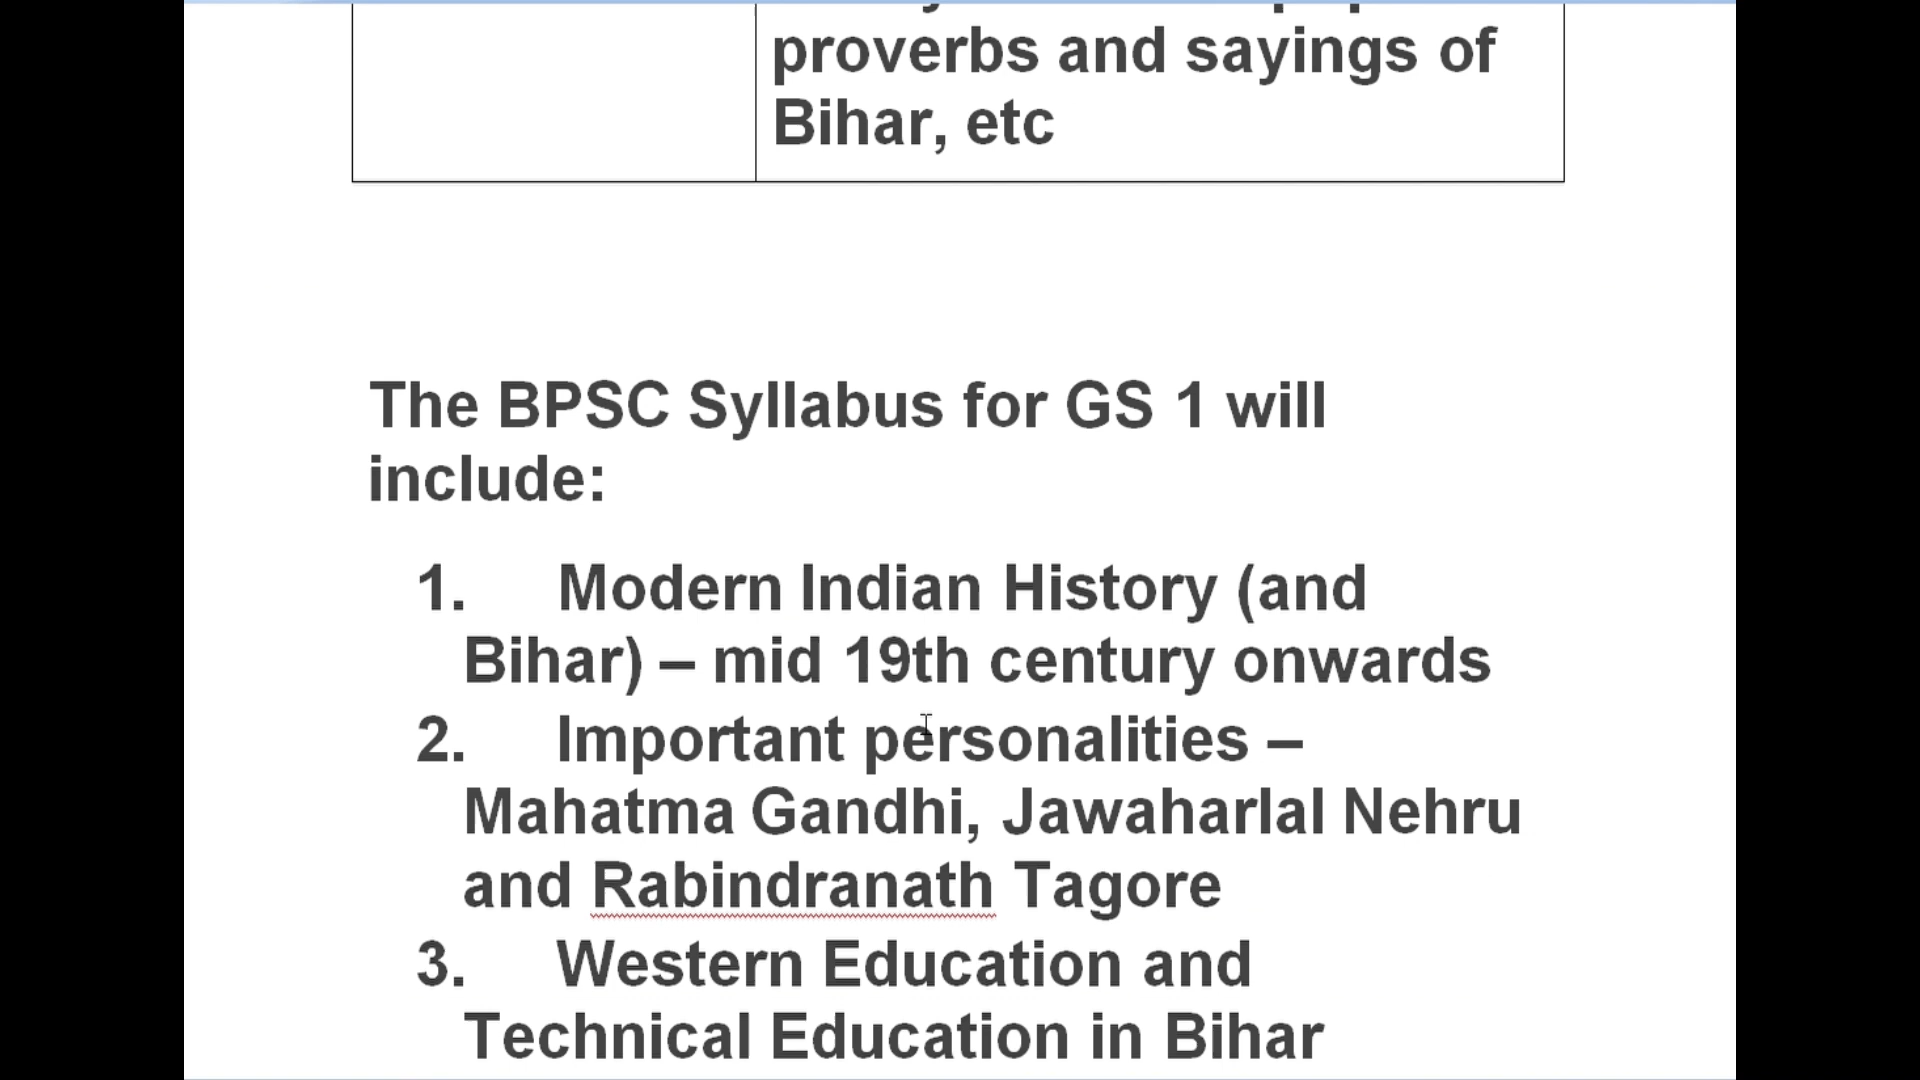 proverbs and sayings of
Bihar, etc
The BPSC Syllabus for GS 1 will
include:
1. Modern Indian History (and
Bihar) – mid 19th century onwards
2. Important personalities –
Mahatma Gandhi, Jawaharlal Nehru
and Rabindranath Tagore
3. Western Education and
Technical Education in Bihar